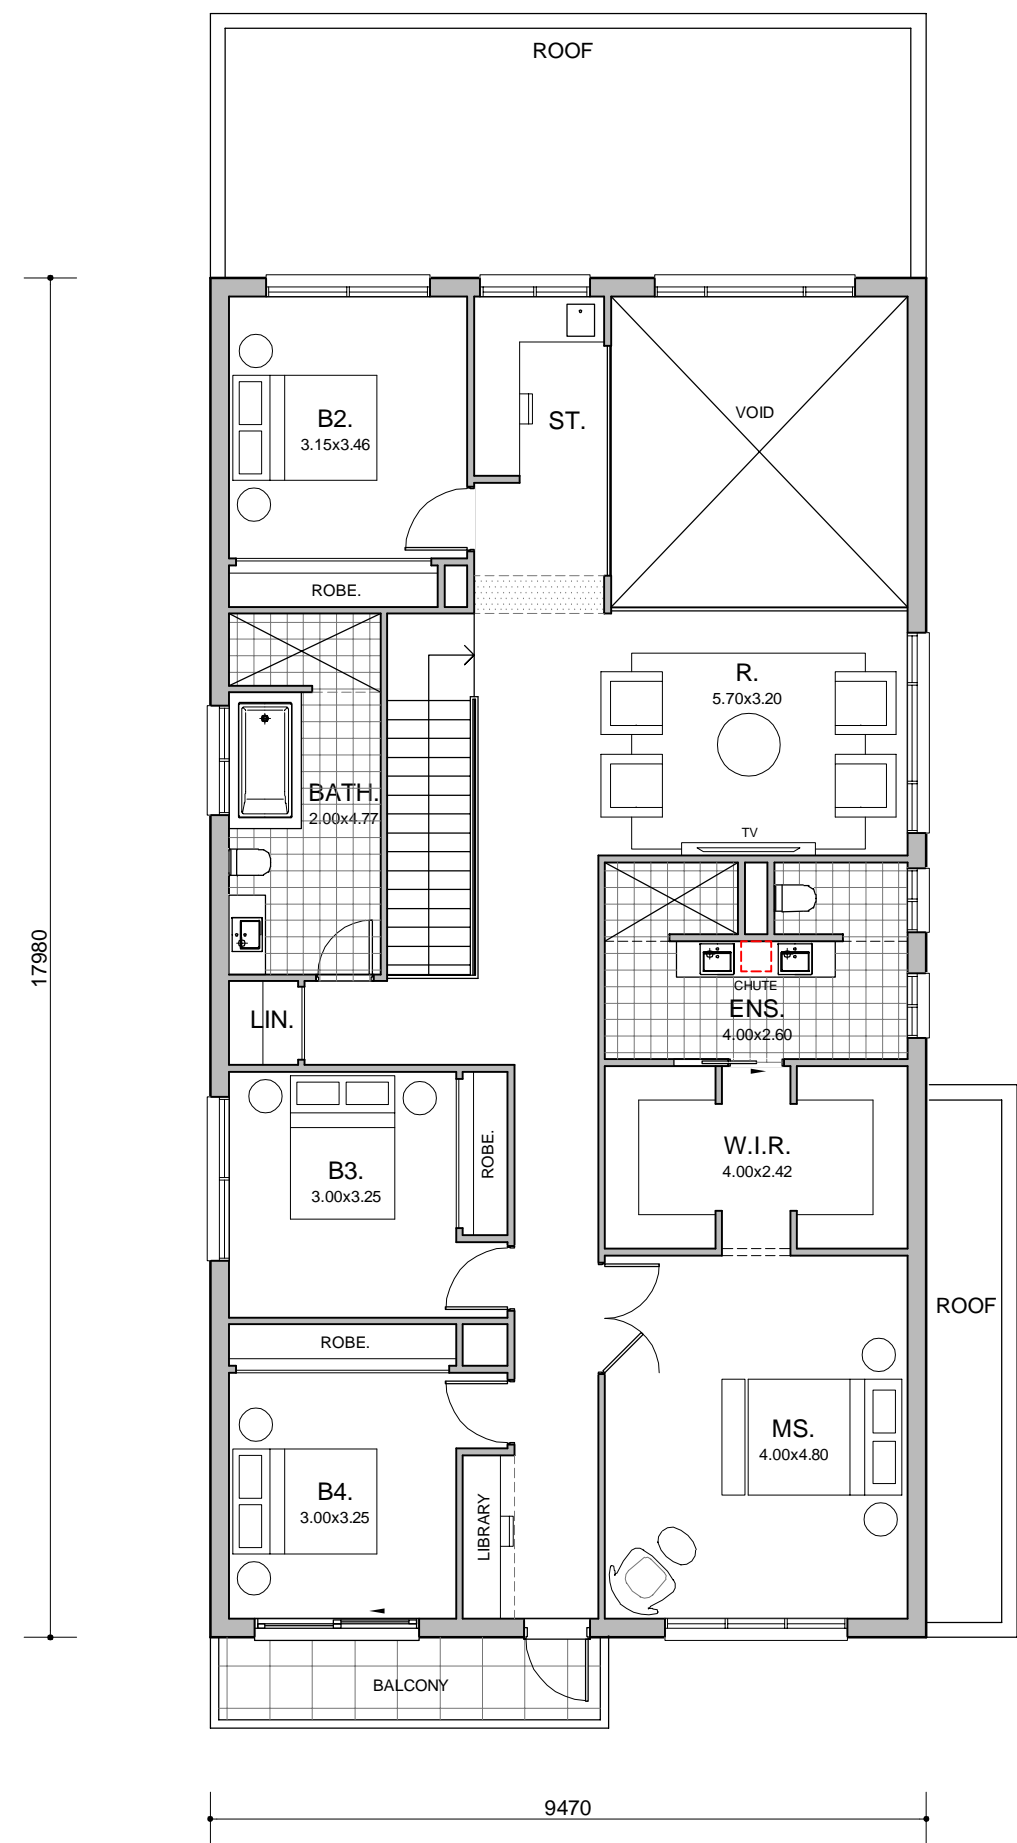 ROOF
B2.
3.15x3.46
ST.
VOID
ROBE.
R.
5.70x3.20
TV
BATH.
2.00x4.77
17980
CHUTE
ENS.
4.00x2.60
LIN.
B3.
3.00x3.25
ROBE.
W.I.R.
4.00x2.42
ROOF
ROBE.
MS.
4.00x4.80
B4.
3.00x3.25
LIBRARY
BALCONY
9470